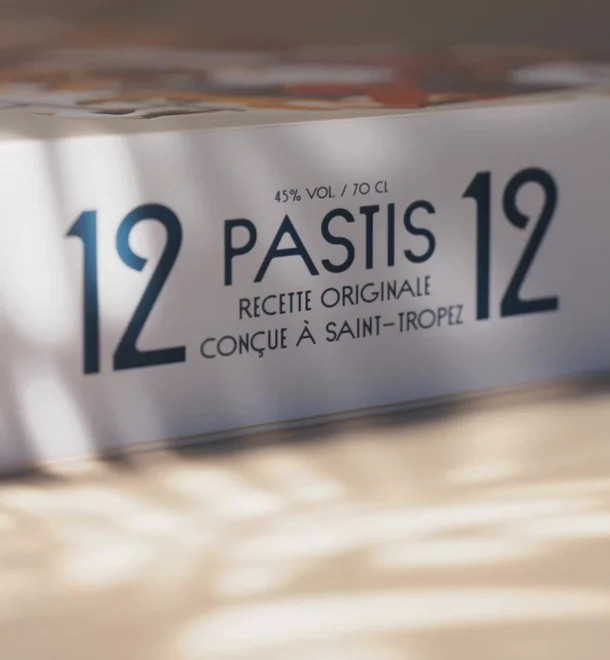 45% VOL. / 70 CL
12 PASTIS 12
RECETTE ORIGINALE
CONÇUE À SAINT-TROPEZ